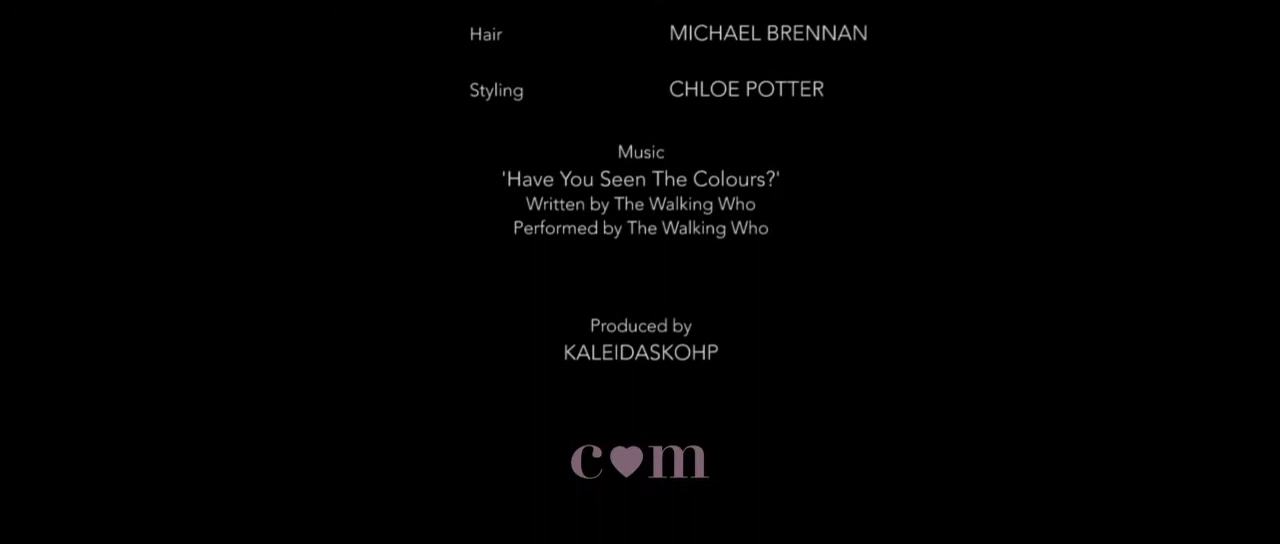 Hair MICHAEL BRENNAN
Styling CHLOE POTTER
Music
'Have You Seen The Colours?'
Written by The Walking Who
Performed by The Walking Who
Produced by
KALEIDASKOHP
c♥m